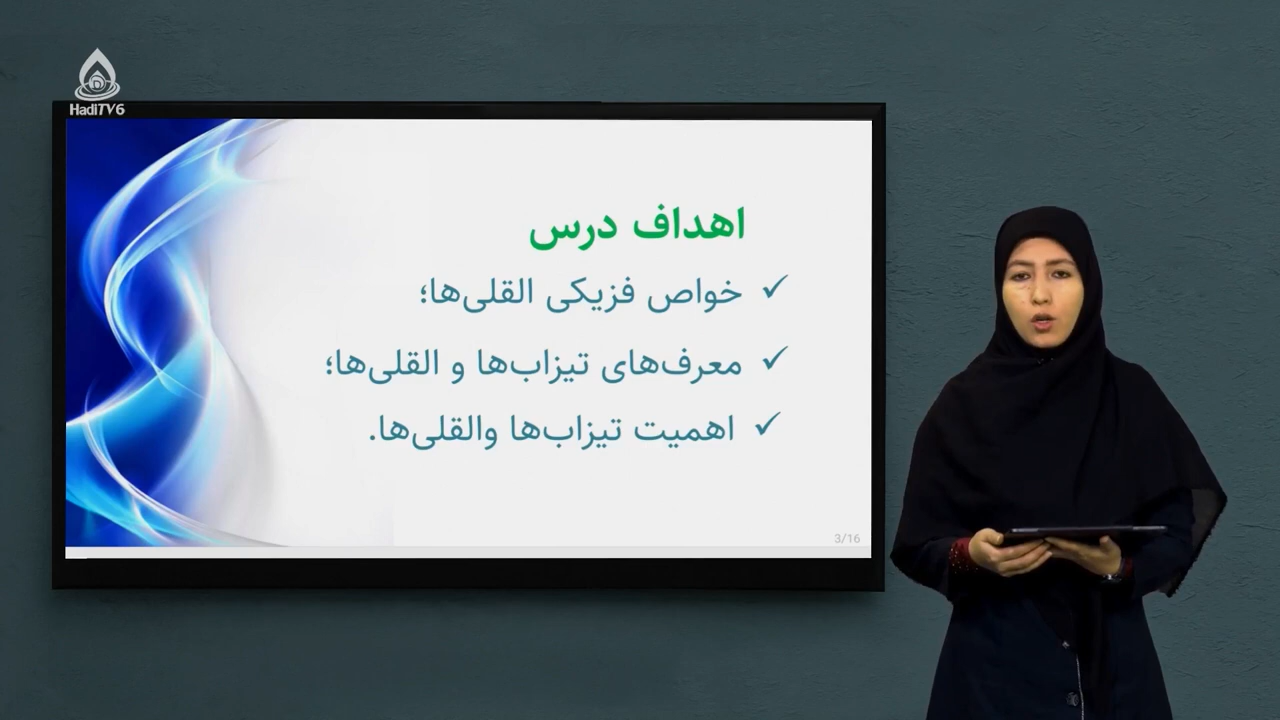 HadiTV6
اهداف درس
✓ خواص فزیکی القلی‌ها؛
✓ معرف‌های تیزاب‌ها و القلی‌ها؛
✓ اهمیت تیزاب‌ها والقلی‌ها.
3/16